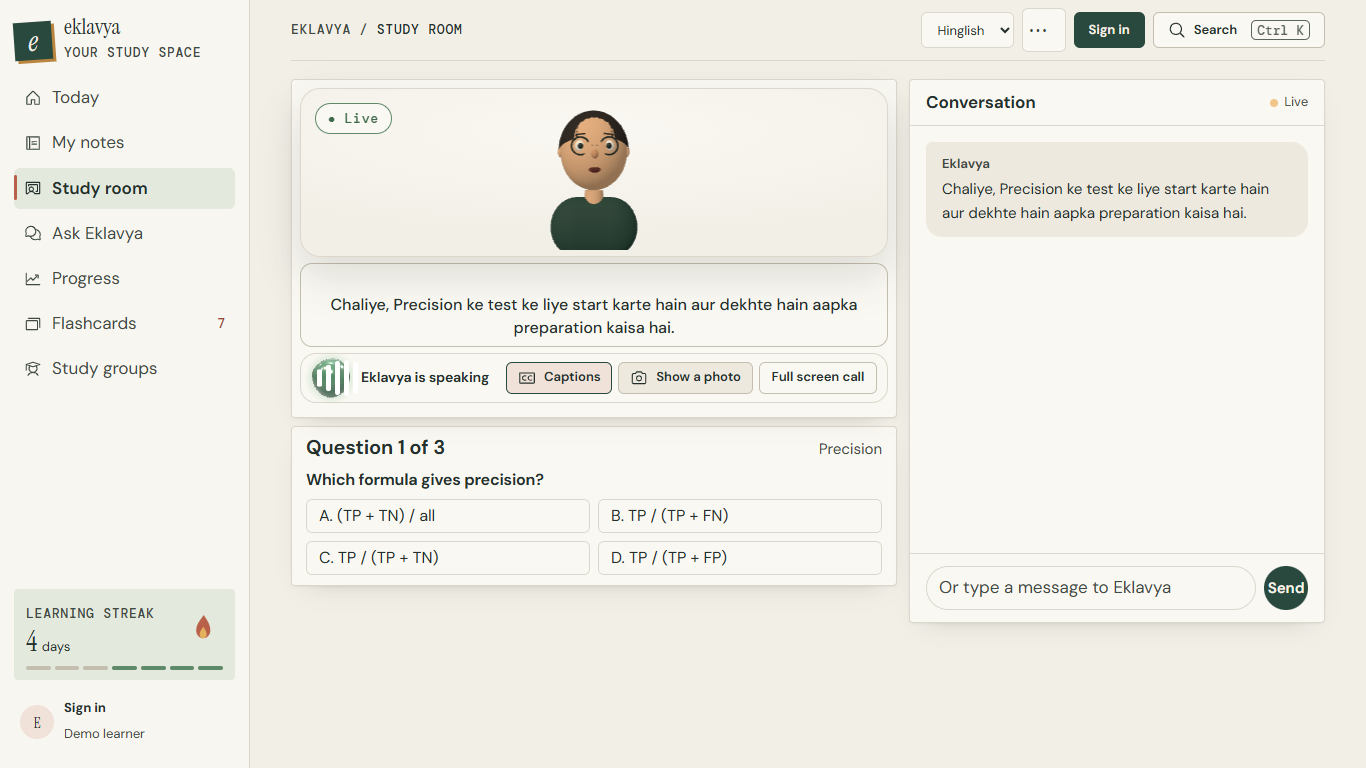 e
eklavya
YOUR STUDY SPACE
Today
My notes
Study room
Ask Eklavya
Progress
Flashcards 7
Study groups
LEARNING STREAK
4 days
E
Sign in
Demo learner
EKLAVYA / STUDY ROOM
Hinglish
...
Sign in
Search Ctrl K
• Live
Chaliye, Precision ke test ke liye start karte hain aur dekhte hain aapka
preparation kaisa hai.
Eklavya is speaking
CC Captions
Show a photo
Full screen call
Question 1 of 3
Precision
Which formula gives precision?
A. (TP + TN) / all
B. TP / (TP + FN)
C. TP / (TP + TN)
D. TP / (TP + FP)
Conversation
Live
Eklavya
Chaliye, Precision ke test ke liye start karte hain
aur dekhte hain aapka preparation kaisa hai.
Or type a message to Eklavya
Send